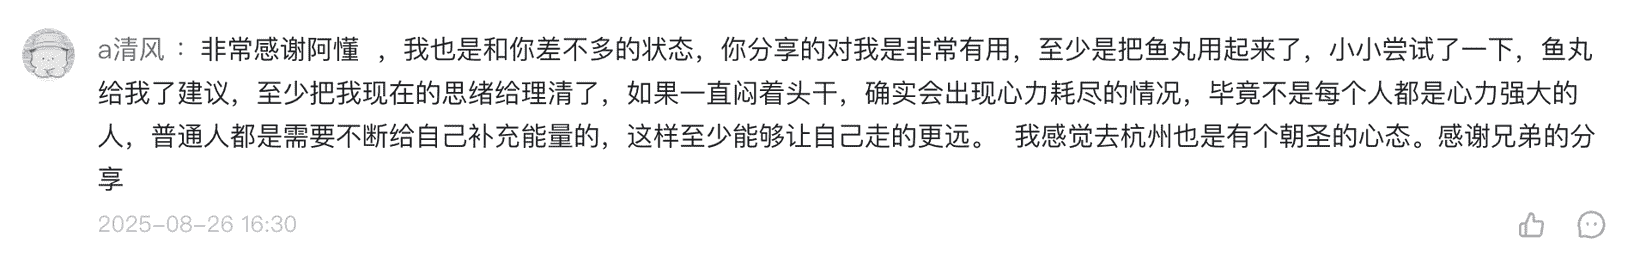 a清风 ： 非常感谢阿懂 ，我也是和你差不多的状态，你分享的对我是非常有用，至少是把鱼丸用起来了，小小尝试了一下，鱼丸
给我了建议，至少把我现在的思绪给理清了，如果一直闷着头干，确实会出现心力耗尽的情况，毕竟不是每个人都是心力强大的
人，普通人都是需要不断给自己补充能量的，这样至少能够让自己走的更远。 我感觉去杭州也是有个朝圣的心态。感谢兄弟的分
享
2025-08-26 16:30